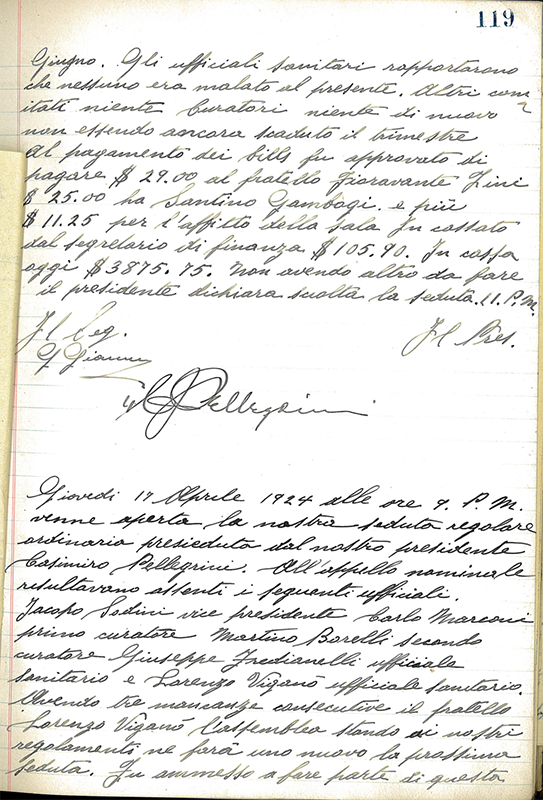 119
Giugno. Gli ufficiali sanitari rapportarono
che nessuno era malato al presente. Altri com
itati niente Curatori niente di nuovo
non essendo ancora scaduto il trimestre
Al pagamento dei bills fu approvato di
pagare $ 29.00 al fratello Fioravante Zini
$ 25.00 ha Santino Gambogi. e più
$ 11.25 per l'affitto della sala In cassato
dal segretario di finanza $105.90. In cassa
oggi $3875.75. Non avendo altro da fare
il presidente dichiara sciolta la seduta. 11. P.M.
Il Seg. Il Pres.
G Giann
Pellegrini
Giovedi 17 Aprile 1924 alle ore 9. P. M.
venne aperta la nostra seduta regolare
ordinaria presieduta dal nostro presidente
Casimiro Pellegrini. All'appello nominale
risultavano assenti i seguenti ufficiali.
Jacopo Sodini vice presidente Carlo Marconi
primo curatore Martino Borelli secondo
curatore Giuseppe Fredianelli ufficiale
sanitario e Lorenzo Viganó ufficiale sanitario.
Avendo tre mancanze consecutive il fratello
Lorenzo Viganó l'assemblea stando ai nostri
regolamenti ne fará uno nuovo la prossima
seduta. Fu ammesso a fare parte di questa